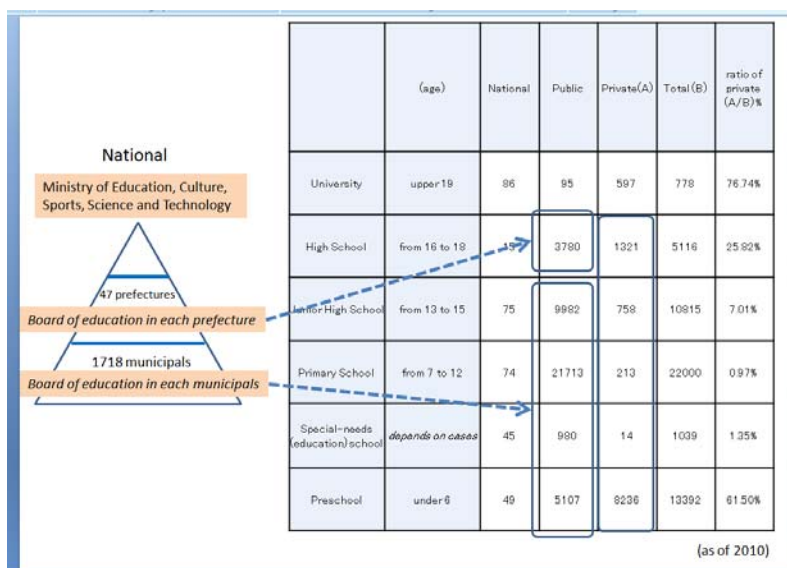 National
Ministry of Education, Culture,
Sports, Science and Technology
47 prefectures
Board of education in each prefecture
1718 municipals
Board of education in each municipals
(age) National Public Private(A) Total(B) ratio of
private
(A/B)%
University upper 19 86 95 597 778 76.74%
High School from 16 to 18 15 3780 1321 5116 25.82%
Junior High School from 13 to 15 75 9982 758 10815 7.01%
Primary School from 7 to 12 74 21713 213 22000 0.97%
Special-needs
(education) school depends on cases 45 980 14 1039 1.35%
Preschool under 6 49 5107 8236 13392 61.50%
(as of 2010)